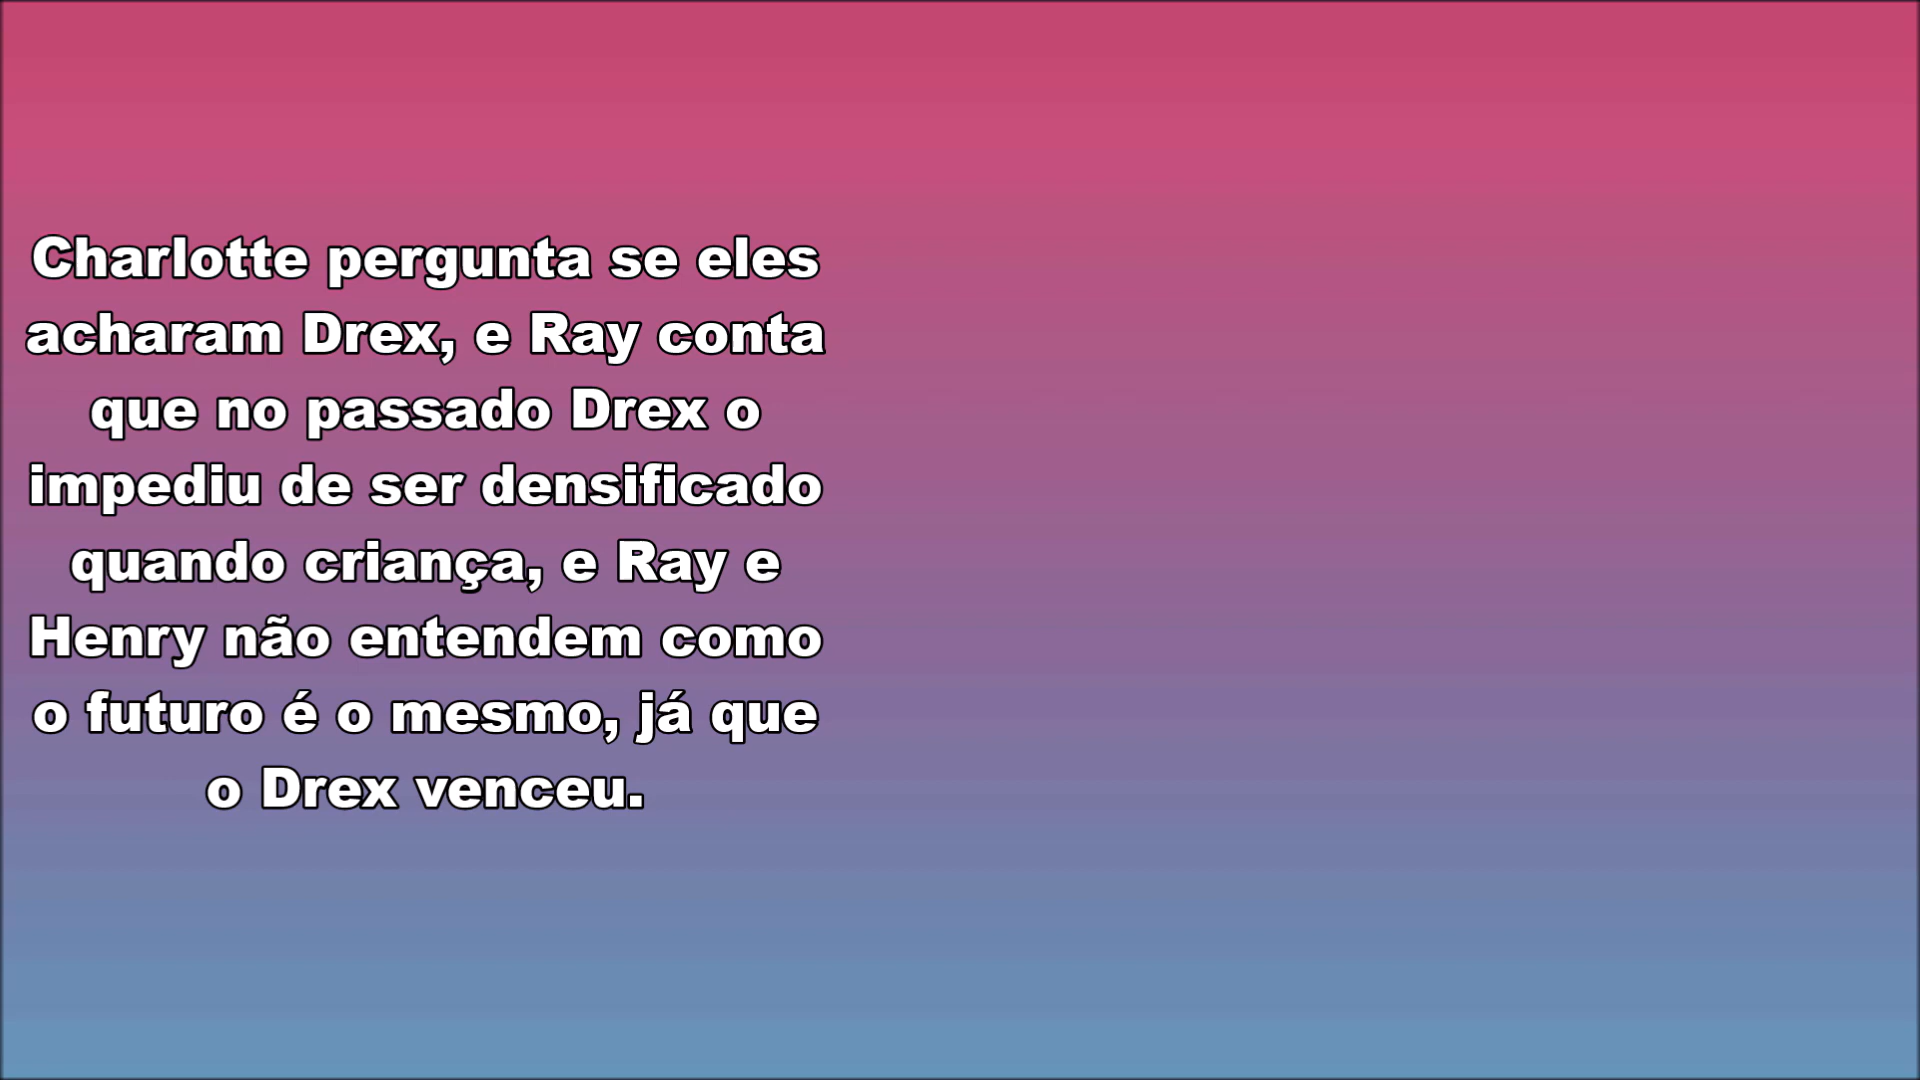 Charlotte pergunta se eles
acharam Drex, e Ray conta
que no passado Drex o
impediu de ser densificado
quando criança, e Ray e
Henry não entendem como
o futuro é o mesmo, já que
o Drex venceu.